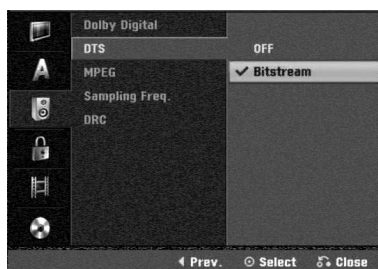 Dolby Digital
DTS
OFF
MPEG
✔ Bitstream
Sampling Freq.
DRC
A
◀ Prev.
⊙ Select
Close